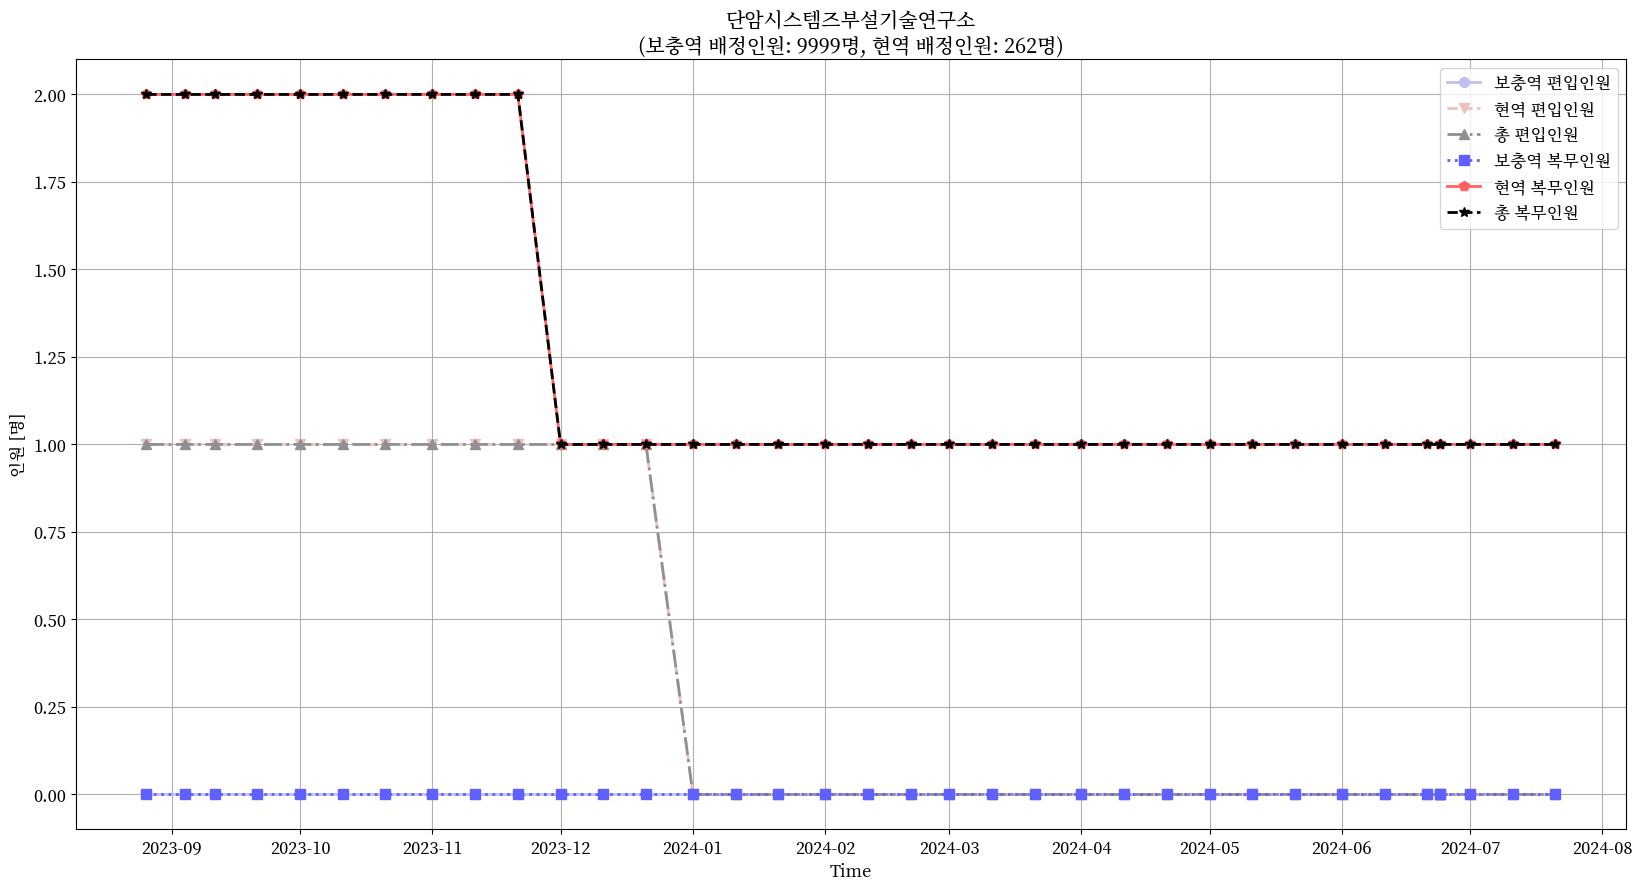 단암시스템즈부설기술연구소
(보충역 배정인원: 9999명, 현역 배정인원: 262명)
보충역 편입인원
현역 편입인원
총 편입인원
보충역 복무인원
현역 복무인원
총 복무인원
인원 [명]
2.00
1.75
1.50
1.25
1.00
0.75
0.50
0.25
0.00
2023-09
2023-10
2023-11
2023-12
2024-01
2024-02
2024-03
2024-04
2024-05
2024-06
2024-07
2024-08
Time